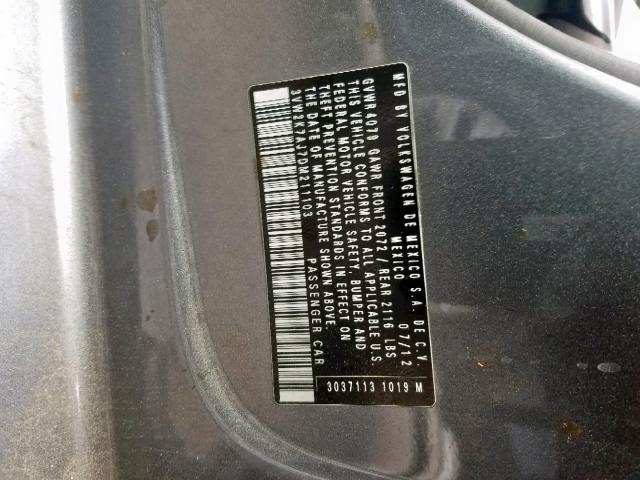 MFD BY VOLKSWAGEN DE MEXICO S.A. DE C.V.
MEXICO 07/12
GVWR 4079 GAWR FRONT 2072 / REAR 2116 LBS
THIS VEHICLE CONFORMS TO ALL APPLICABLE U.S.
FEDERAL MOTOR VEHICLE SAFETY, BUMPER AND
THEFT PREVENTION STANDARDS IN EFFECT ON
THE DATE OF MANUFACTURE SHOWN ABOVE
3VW2K7AJ7DM211103 PASSENGER CAR
3037113 1019 M